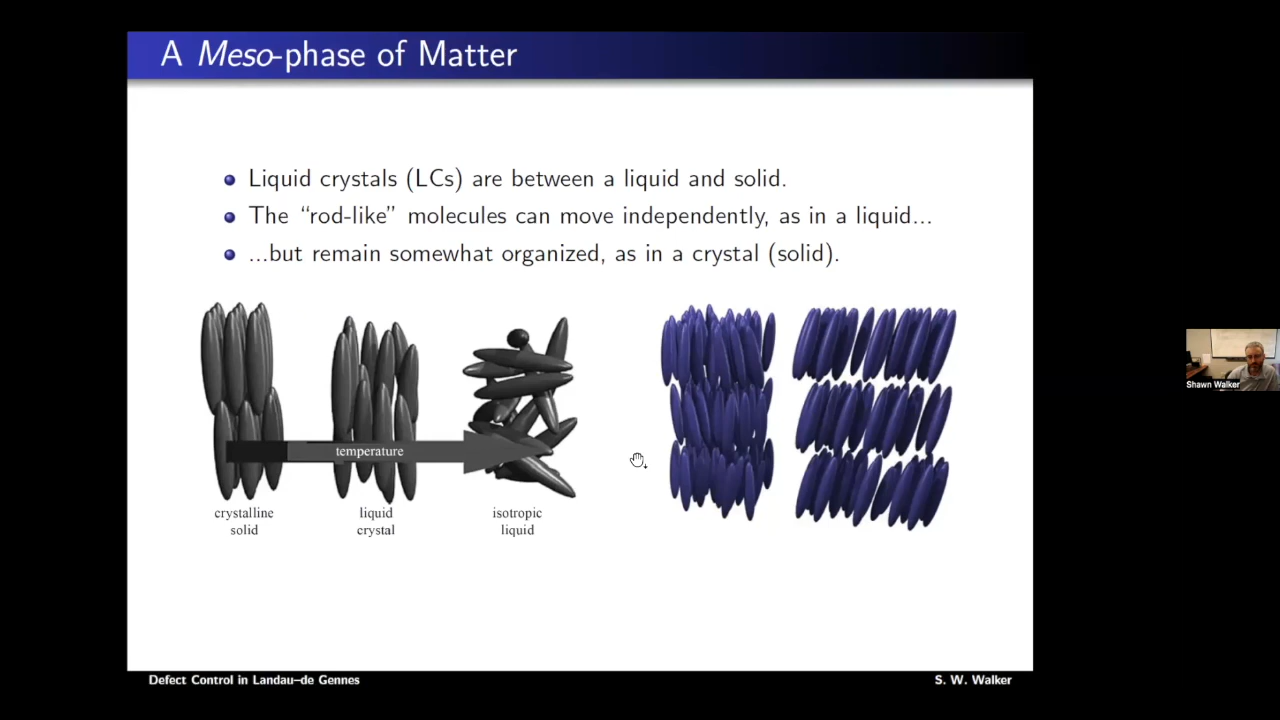 A Meso-phase of Matter
Liquid crystals (LCs) are between a liquid and solid.
The “rod-like” molecules can move independently, as in a liquid...
...but remain somewhat organized, as in a crystal (solid).
temperature
crystalline
solid
liquid
crystal
isotropic
liquid
Shawn Walker
Defect Control in Landau–de Gennes
S. W. Walker